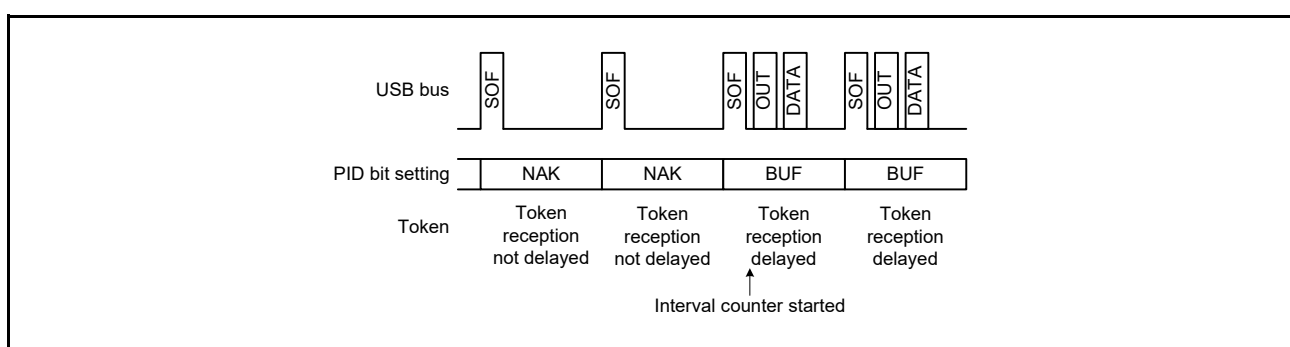 USB bus
SOF
SOF
SOF
OUT
DATA
SOF
OUT
DATA
PID bit setting
NAK
NAK
BUF
BUF
Token
Token
reception
not delayed
Token
reception
not delayed
Token
reception
delayed
Token
reception
delayed
Interval counter started